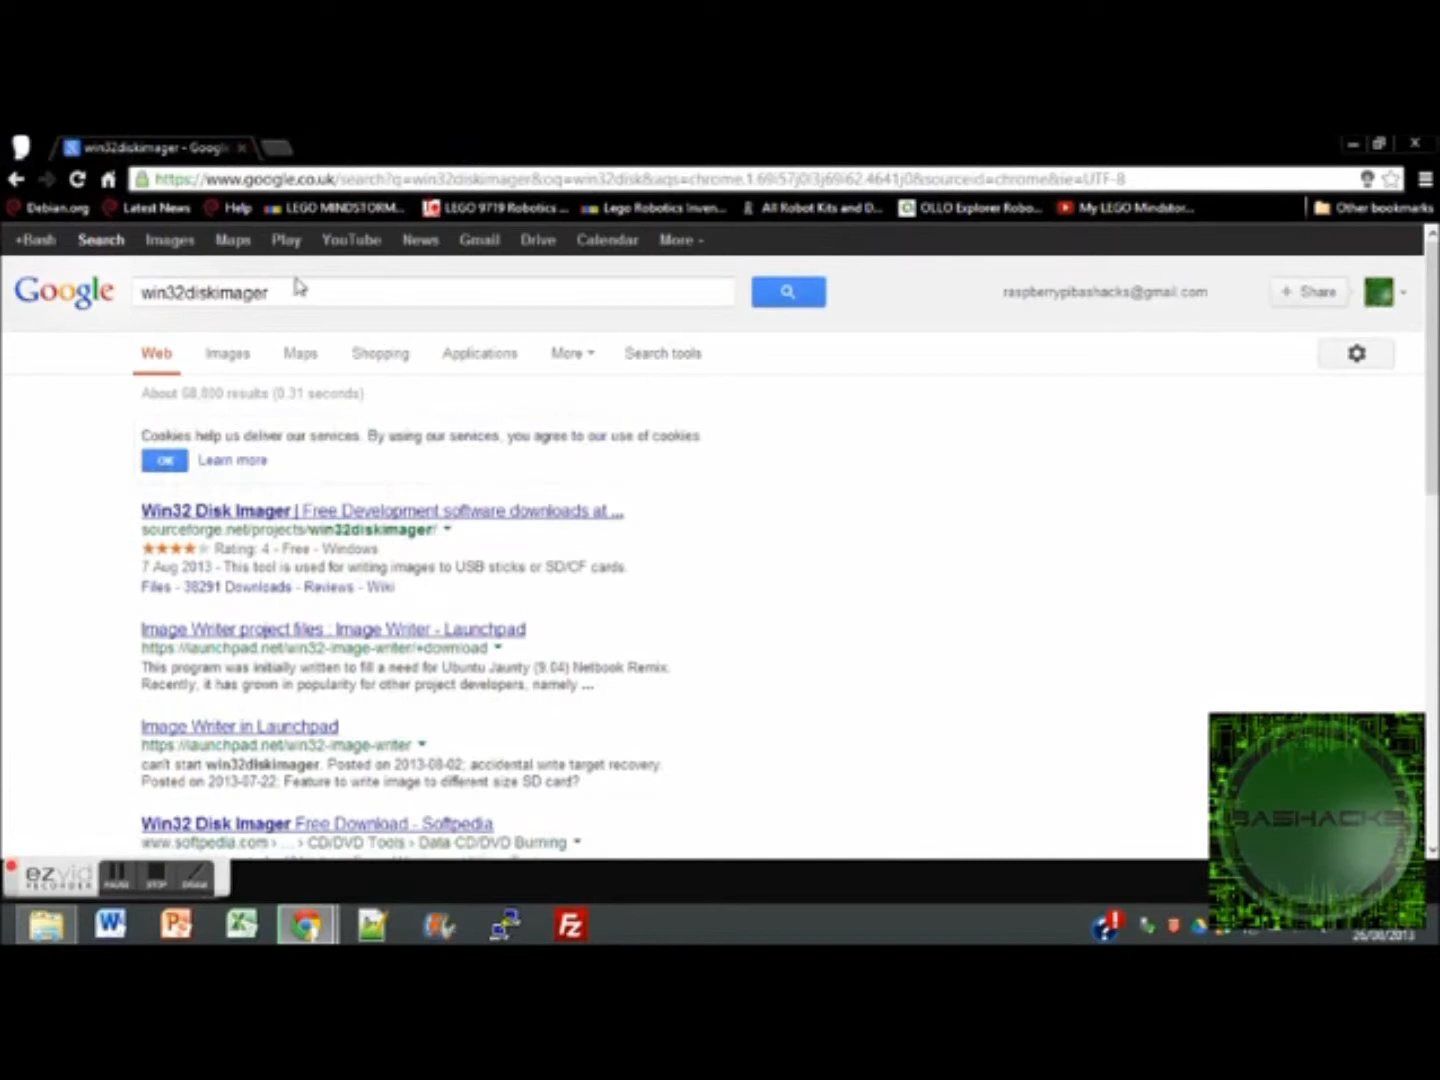 win32diskimager - Google
https://www.google.co.uk/search?q=win32diskimager&oq=win32disk&aqs=chrome.1.69i57j0l3j69i62.4641j0&sourceid=chrome&ie=UTF-8
Debian.org Latest News Help LEGO MINDSTORM... LEGO 9719 Robotics ... Lego Robotics Inven... All Robot Kits and D... OLLO Explorer Robo... My LEGO Mindstor... Other bookmarks
+Bash Search Images Maps Play YouTube News Gmail Drive Calendar More
Google win32diskimager raspberrypibashacks@gmail.com + Share
Web Images Maps Shopping Applications More Search tools
About 68,800 results (0.31 seconds)
Cookies help us deliver our services. By using our services, you agree to our use of cookies.
OK Learn more
Win32 Disk Imager | Free Development software downloads at ...
sourceforge.net/projects/win32diskimager/
Rating: 4 - Free - Windows
7 Aug 2013 - This tool is used for writing images to USB sticks or SD/CF cards.
Files - 38291 Downloads - Reviews - Wiki
Image Writer project files : Image Writer - Launchpad
https://launchpad.net/win32-image-writer/+download
This program was initially written to fill a need for Ubuntu Jaunty (9.04) Netbook Remix.
Recently, it has grown in popularity for other project developers, namely ...
Image Writer in Launchpad
https://launchpad.net/win32-image-writer
can't start win32diskimager. Posted on 2013-08-02; accidental write target recovery.
Posted on 2013-07-22; Feature to write image to different size SD card?
Win32 Disk Imager Free Download - Softpedia
www.softpedia.com › ... › CD/DVD Tools › Data CD/DVD Burning
BASHACKS
ezvid
RECORDER PAUSE STOP DRAW
26/08/2013